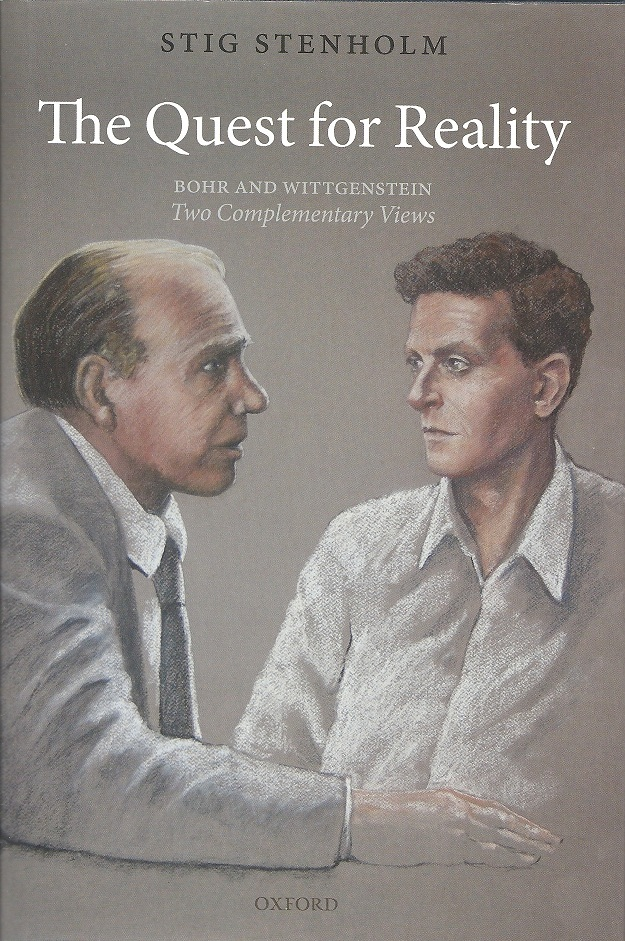 STIG STENHOLM
The Quest for Reality
BOHR AND WITTGENSTEIN
Two Complementary Views
OXFORD